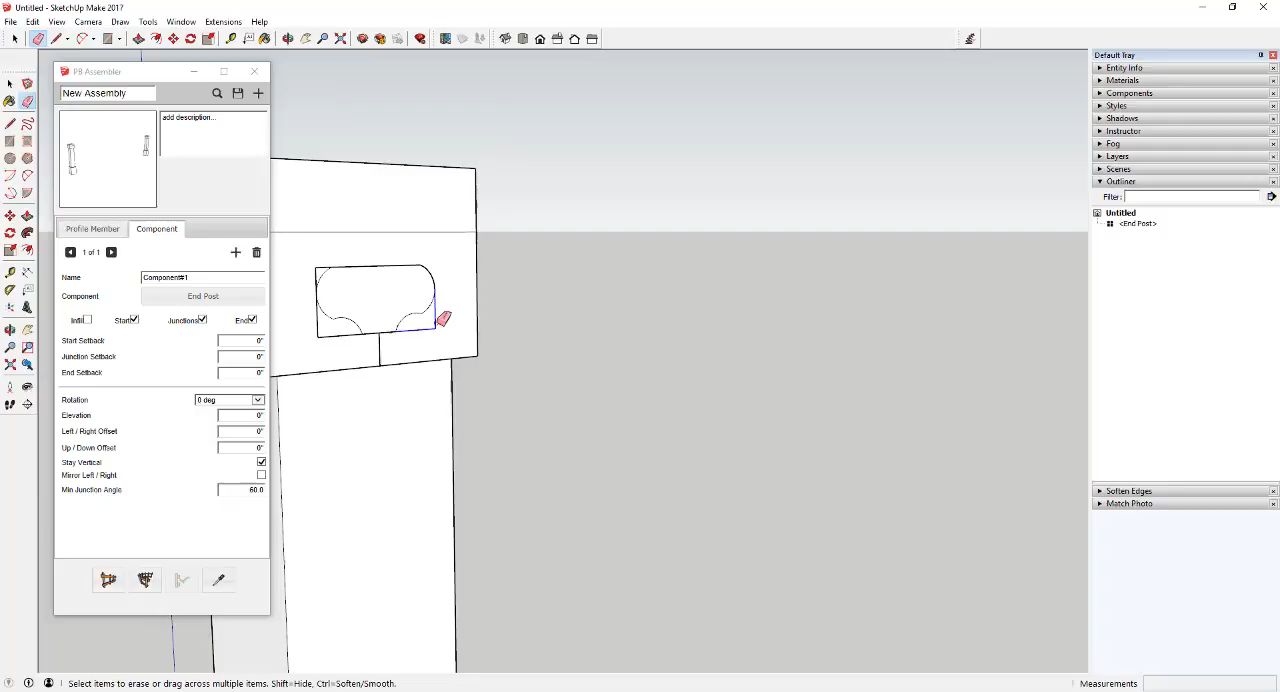 Untitled - SketchUp Make 2017
File Edit View Camera Draw Tools Window Extensions Help
Default Tray
Entity Info
Materials
Components
Styles
Shadows
Instructor
Fog
Layers
Scenes
Outliner
Filter:
Untitled
<End Post>
Soften Edges
Match Photo
PB Assembler
New Assembly
add description...
Profile Member Component
1 of 1
Name Component#1
Component End Post
Infill Start Junctions End
Start Setback 0"
Junction Setback 0"
End Setback 0"
Rotation 0 deg
Elevation 0"
Left / Right Offset 0"
Up / Down Offset 0"
Stay Vertical
Mirror Left / Right
Min Junction Angle 60.0
Select items to erase or drag across multiple items. Shift=Hide, Ctrl=Soften/Smooth.
Measurements